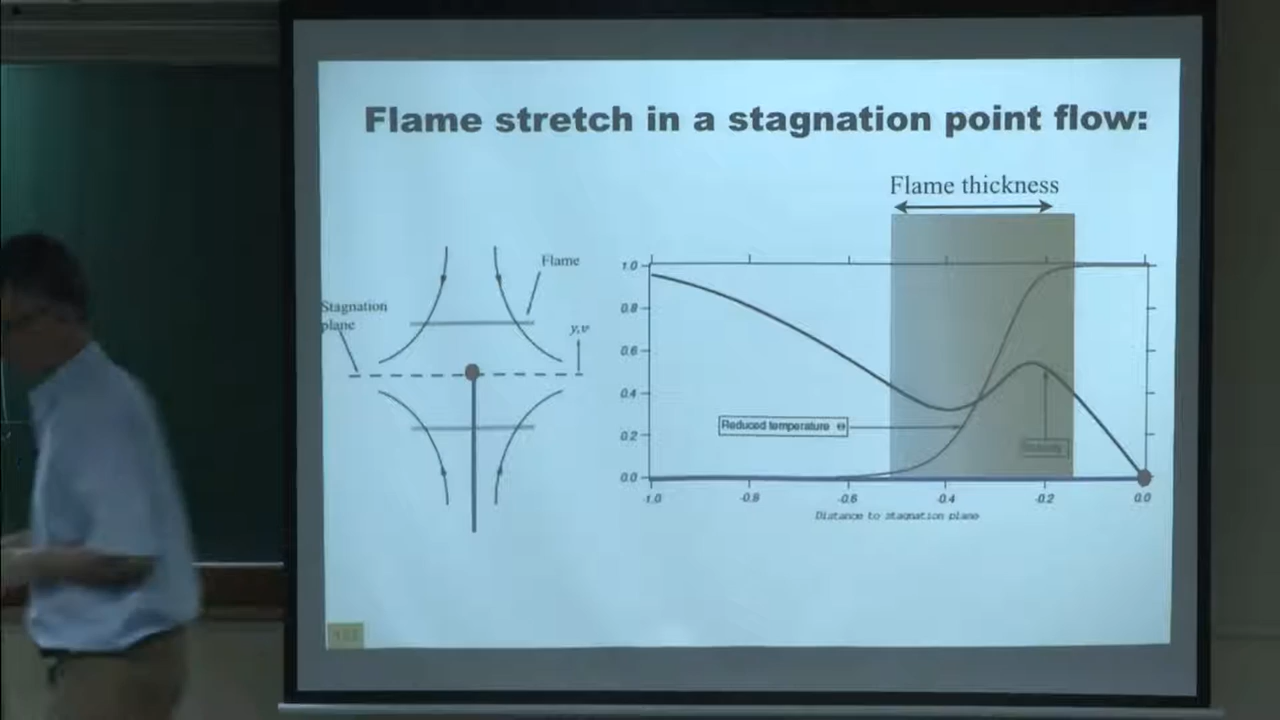 Flame stretch in a stagnation point flow:
Flame thickness
Flame
Stagnation
plane
y,v
1.0
0.8
0.6
0.4
0.2
0.0
Reduced temperature Θ
-1.0
-0.8
-0.6
-0.4
-0.2
0.0
Distance to stagnation plane